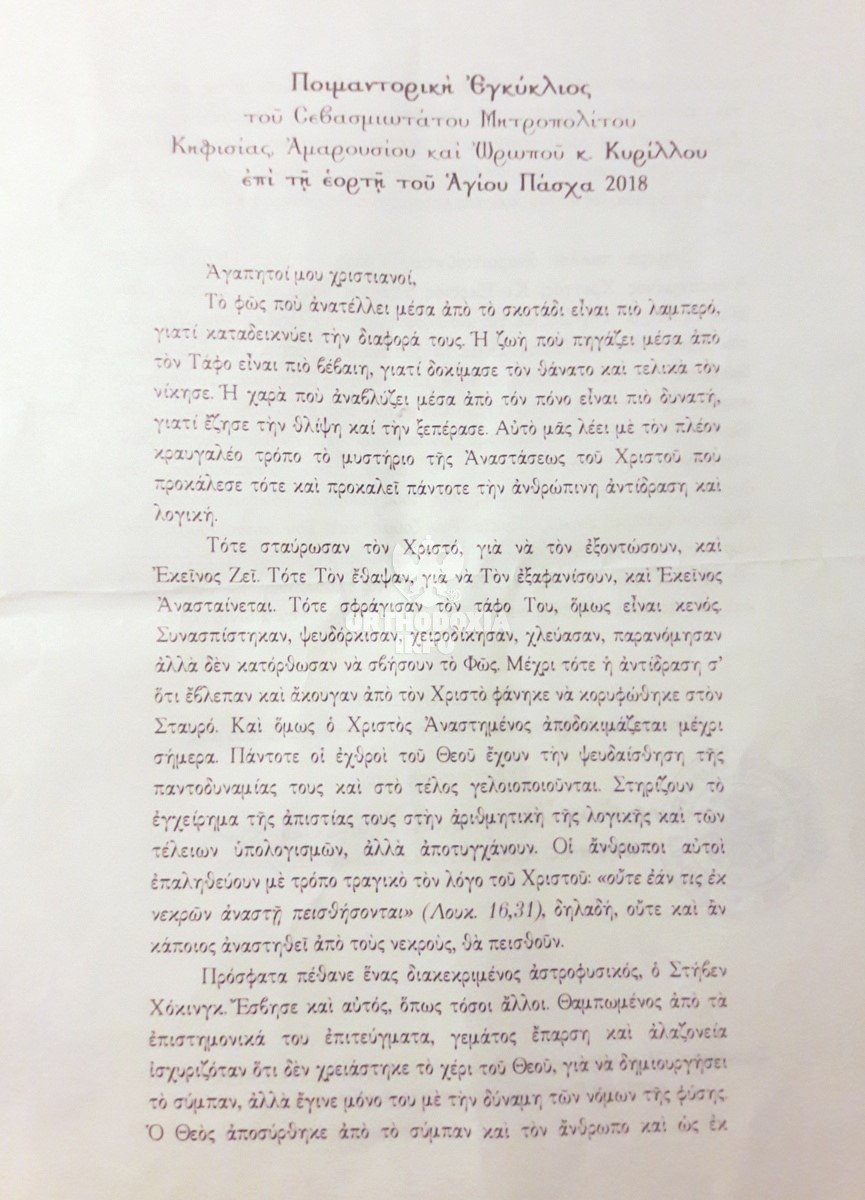 Ποιμαντορικὴ Ἐγκύκλιος
τοῦ Σεβασμιωτάτου Μητροπολίτου
Κηφισίας, Ἀμαρουσίου καὶ Ὠρωποῦ κ. Κυρίλλου
ἐπὶ τῇ ἑορτῇ τοῦ Ἁγίου Πάσχα 2018
Ἀγαπητοί μου χριστιανοί,
Τὸ φῶς ποὺ ἀνατέλλει μέσα ἀπὸ τὸ σκοτάδι εἶναι πιὸ λαμπερό,
γιατί καταδεικνύει τὴν διαφορά τους. Ἡ ζωὴ ποὺ πηγάζει μέσα ἀπὸ
τὸν Τάφο εἶναι πιὸ βέβαιη, γιατί δοκίμασε τὸν θάνατο καὶ τελικὰ τὸν
νίκησε. Ἡ χαρὰ ποὺ ἀναβλύζει μέσα ἀπὸ τόν πόνο εἶναι πιὸ δυνατή,
γιατί ἔζησε τὴν θλίψη καί τὴν ξεπέρασε. Αὐτὸ μᾶς λέει μὲ τὸν πλέον
κραυγαλέο τρόπο τὸ μυστήριο τῆς Ἀναστάσεως τοῦ Χριστοῦ ποὺ
προκάλεσε τότε καὶ προκαλεῖ πάντοτε τὴν ἀνθρώπινη ἀντίδραση καὶ
λογική.
Τότε σταύρωσαν τὸν Χριστό, γιὰ νὰ τὸν ἐξοντώσουν, καὶ
Ἐκεῖνος Ζεῖ. Τότε Τὸν ἔθαψαν, γιὰ νὰ Τὸν ἐξαφανίσουν, καὶ Ἐκεῖνος
Ἀνασταίνεται. Τότε σφράγισαν τὸν τάφο Του, ὅμως εἶναι κενός.
Συνασπίστηκαν, ψευδόρκισαν, χειροδίκησαν, χλεύασαν, παρανόμησαν
ἀλλὰ δὲν κατόρθωσαν νὰ σβήσουν τὸ Φῶς. Μέχρι τότε ἡ ἀντίδραση σ’
ὅτι ἔβλεπαν καὶ ἄκουγαν ἀπὸ τὸν Χριστὸ φάνηκε νὰ κορυφώθηκε στὸν
Σταυρό. Καὶ ὅμως ὁ Χριστὸς Ἀναστημένος ἀποδοκιμάζεται μέχρι
σήμερα. Πάντοτε οἱ ἐχθροὶ τοῦ Θεοῦ ἔχουν τὴν ψευδαίσθηση τῆς
παντοδυναμίας τους καὶ στὸ τέλος γελοιοποιοῦνται. Στηρίζουν τὸ
ἐγχείρημα τῆς ἀπιστίας τους στὴν ἀριθμητικὴ τῆς λογικῆς καὶ τῶν
τέλειων ὑπολογισμῶν, ἀλλὰ ἀποτυγχάνουν. Οἱ ἄνθρωποι αὐτοὶ
ἐπαληθεύουν μὲ τρόπο τραγικὸ τὸν λόγο τοῦ Χριστοῦ: «οὔτε ἐάν τις ἐκ
νεκρῶν ἀναστῇ πεισθήσονται» (Λουκ. 16,31), δηλαδή, οὔτε καὶ ἂν
κάποιος ἀναστηθεῖ ἀπὸ τοὺς νεκρούς, θὰ πεισθοῦν.
Πρόσφατα πέθανε ἕνας διακεκριμένος ἀστροφυσικός, ὁ Στήβεν
Χόκινγκ. Ἔσβησε καὶ αὐτός, ὅπως τόσοι ἄλλοι. Θαμπωμένος ἀπὸ τὰ
ἐπιστημονικά του ἐπιτεύγματα, γεμάτος ἔπαρση καὶ ἀλαζονεία
ἰσχυριζόταν ὅτι δὲν χρειάστηκε τὸ χέρι τοῦ Θεοῦ, γιὰ νὰ δημιουργήσει
τὸ σύμπαν, ἀλλὰ ἔγινε μόνο του μὲ τὴν δύναμη τῶν νόμων τῆς φύσης.
Ὁ Θεὸς ἀποσύρθηκε ἀπὸ τὸ σύμπαν καὶ τὸν ἄνθρωπο καὶ ὡς ἐκ
ORTHODOXIA
INFO